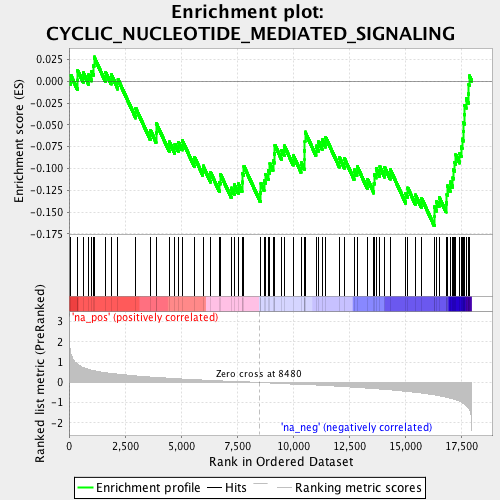 Enrichment plot:
CYCLIC_NUCLEOTIDE_MEDIATED_SIGNALING
Enrichment score (ES)
0.025
0.000
-0.025
-0.050
-0.075
-0.100
-0.125
-0.150
-0.175
'na_pos' (positively correlated)
Ranked list metric (PreRanked)
3
2
1
0
-1
-2
Zero cross at 8480
'na_neg' (negatively correlated)
0
2,500
5,000
7,500
10,000
12,500
15,000
17,500
Rank in Ordered Dataset
Enrichment profile
Hits
Ranking metric scores